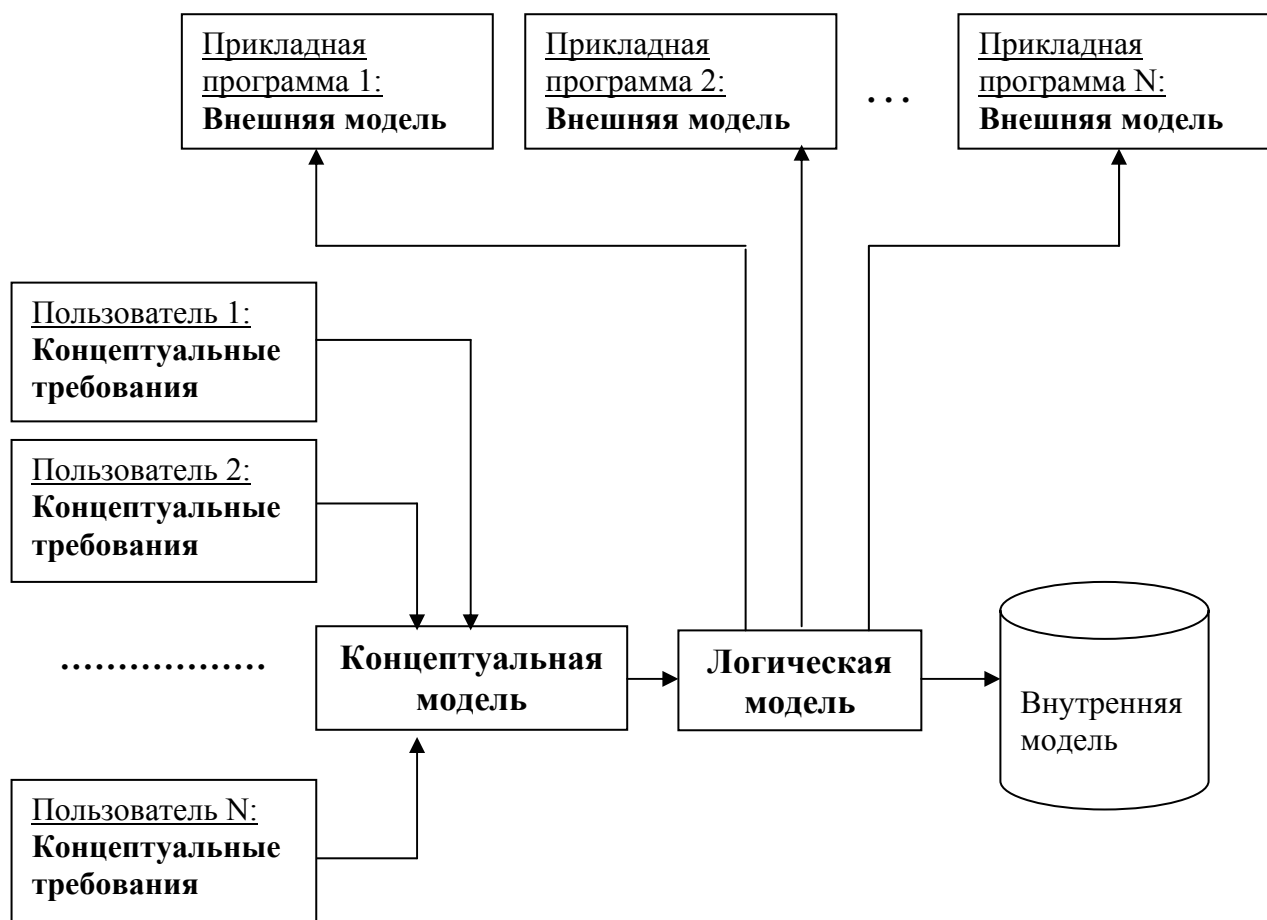 Прикладная
программа 1:
Внешняя модель
Прикладная
программа 2:
Внешняя модель
...
Прикладная
программа N:
Внешняя модель
Пользователь 1:
Концептуальные
требования
Пользователь 2:
Концептуальные
требования
..................
Концептуальная
модель
Логическая
модель
Внутренняя
модель
Пользователь N:
Концептуальные
требования